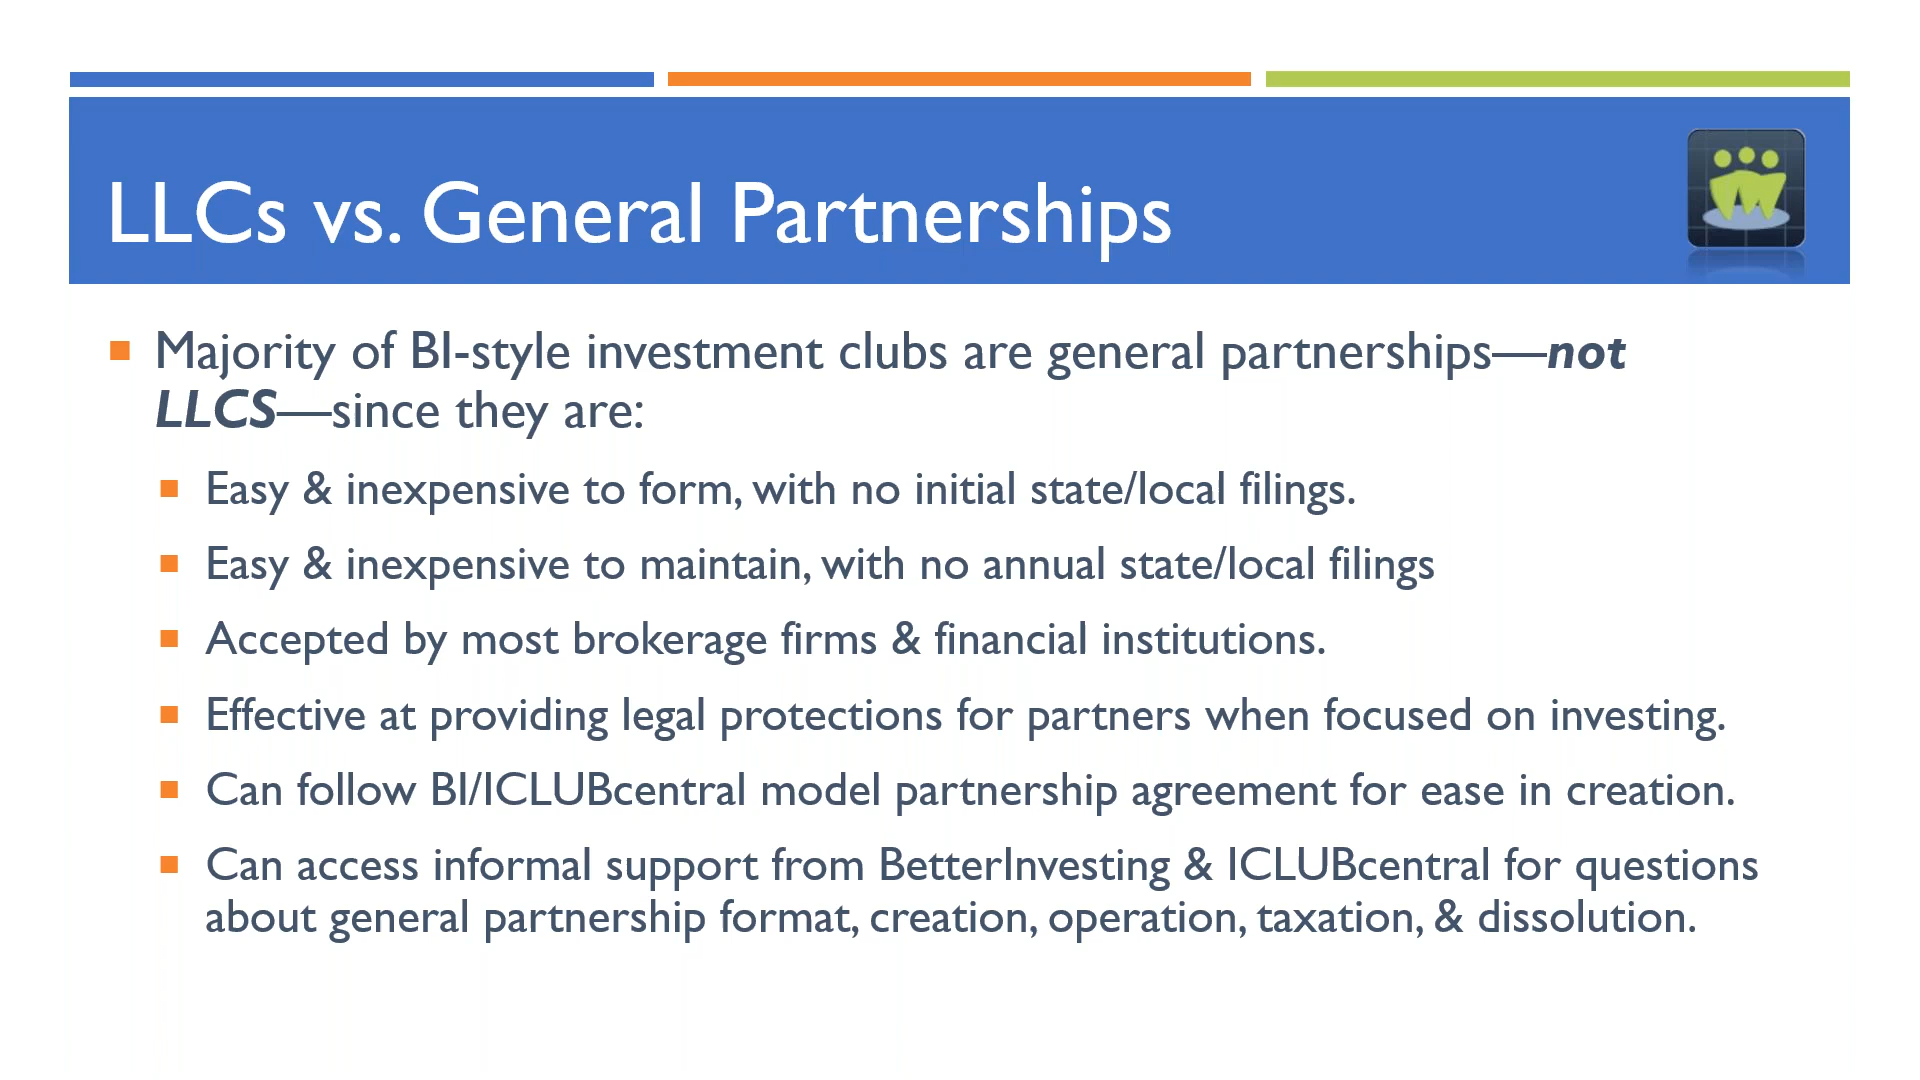 LLCs vs. General Partnerships
Majority of BI-style investment clubs are general partnerships—not
LLCS—since they are:
Easy & inexpensive to form, with no initial state/local filings.
Easy & inexpensive to maintain, with no annual state/local filings
Accepted by most brokerage firms & financial institutions.
Effective at providing legal protections for partners when focused on investing.
Can follow BI/ICLUBcentral model partnership agreement for ease in creation.
Can access informal support from BetterInvesting & ICLUBcentral for questions
about general partnership format, creation, operation, taxation, & dissolution.